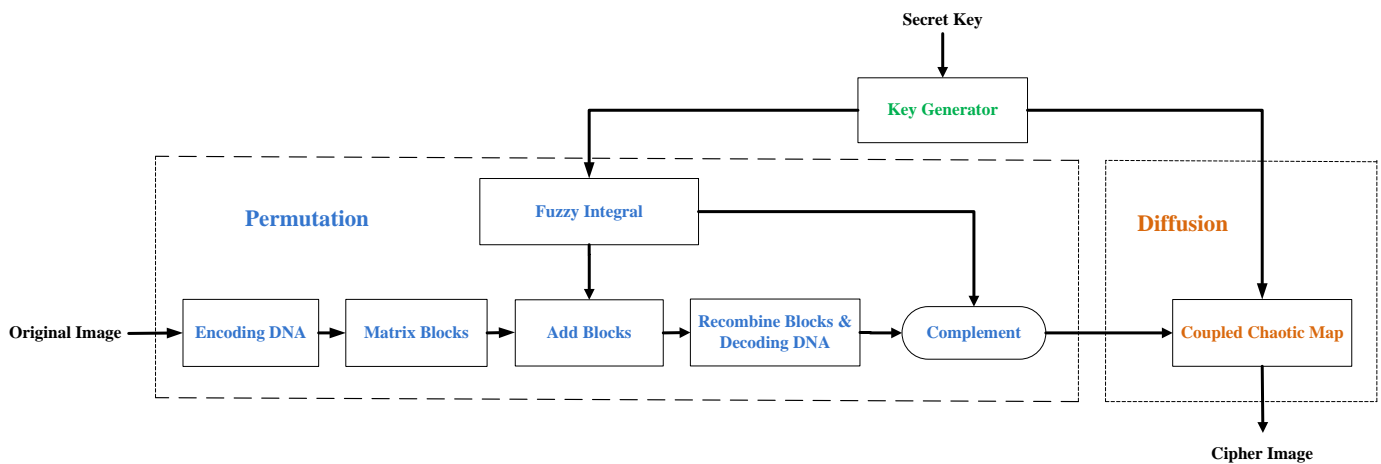 Secret Key
Key Generator
Fuzzy Integral
Permutation
Diffusion
Original Image
Encoding DNA
Matrix Blocks
Add Blocks
Recombine Blocks &
Decoding DNA
Complement
Coupled Chaotic Map
Cipher Image